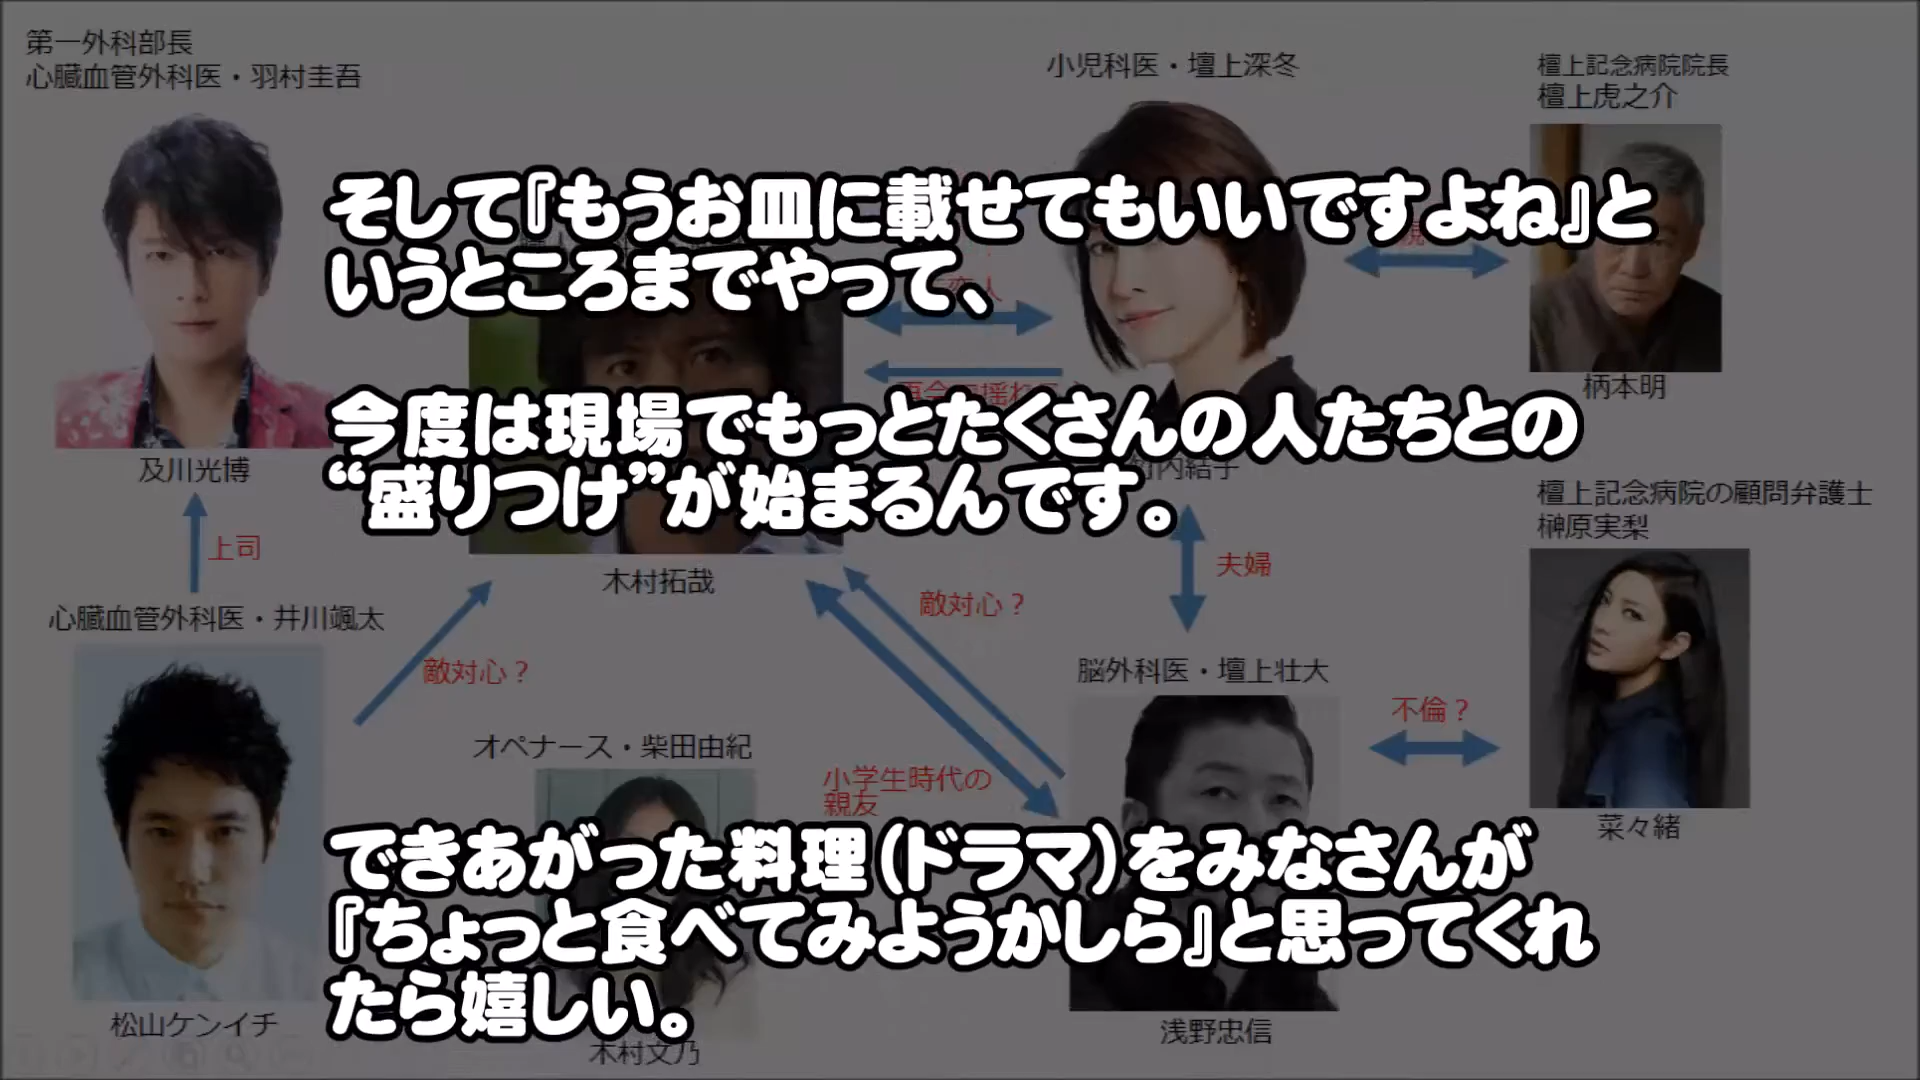 第一外科部長
心臓血管外科医・羽村圭吾
小児科医・壇上深冬
檀上記念病院院長
檀上虎之介
そして『もうお皿に載せてもいいですよね』と
いうところまでやって、
恋人
柄本明
今度は現場でもっとたくさんの人たちとの
“盛りつけ”が始まるんです。
及川光博
竹内結子
檀上記念病院の顧問弁護士
榊原実梨
上司
木村拓哉
敵対心？
夫婦
心臓血管外科医・井川颯太
敵対心？
脳外科医・壇上壮大
不倫？
オペナース・柴田由紀
小学生時代の
親友
菜々緒
できあがった料理（ドラマ）をみなさんが
『ちょっと食べてみようかしら』と思ってくれ
たら嬉しい。
松山ケンイチ
木村文乃
浅野忠信